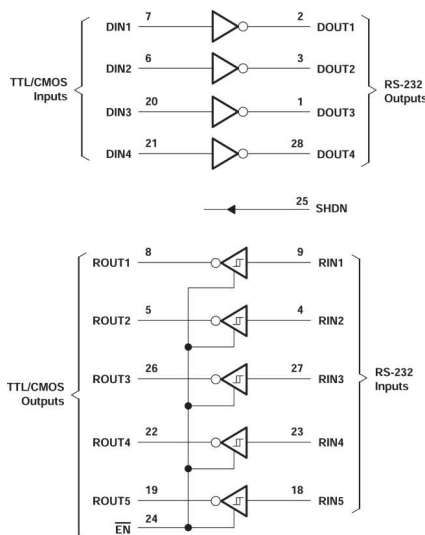 DIN1 7 2 DOUT1
DIN2 6 3 DOUT2
TTL/CMOS
Inputs
RS-232
Outputs
DIN3 20 1 DOUT3
DIN4 21 28 DOUT4
25 SHDN
ROUT1 8 9 RIN1
ROUT2 5 4 RIN2
TTL/CMOS
Outputs
ROUT3 26 27 RIN3
RS-232
Inputs
ROUT4 22 23 RIN4
ROUT5 19 18 RIN5
EN 24